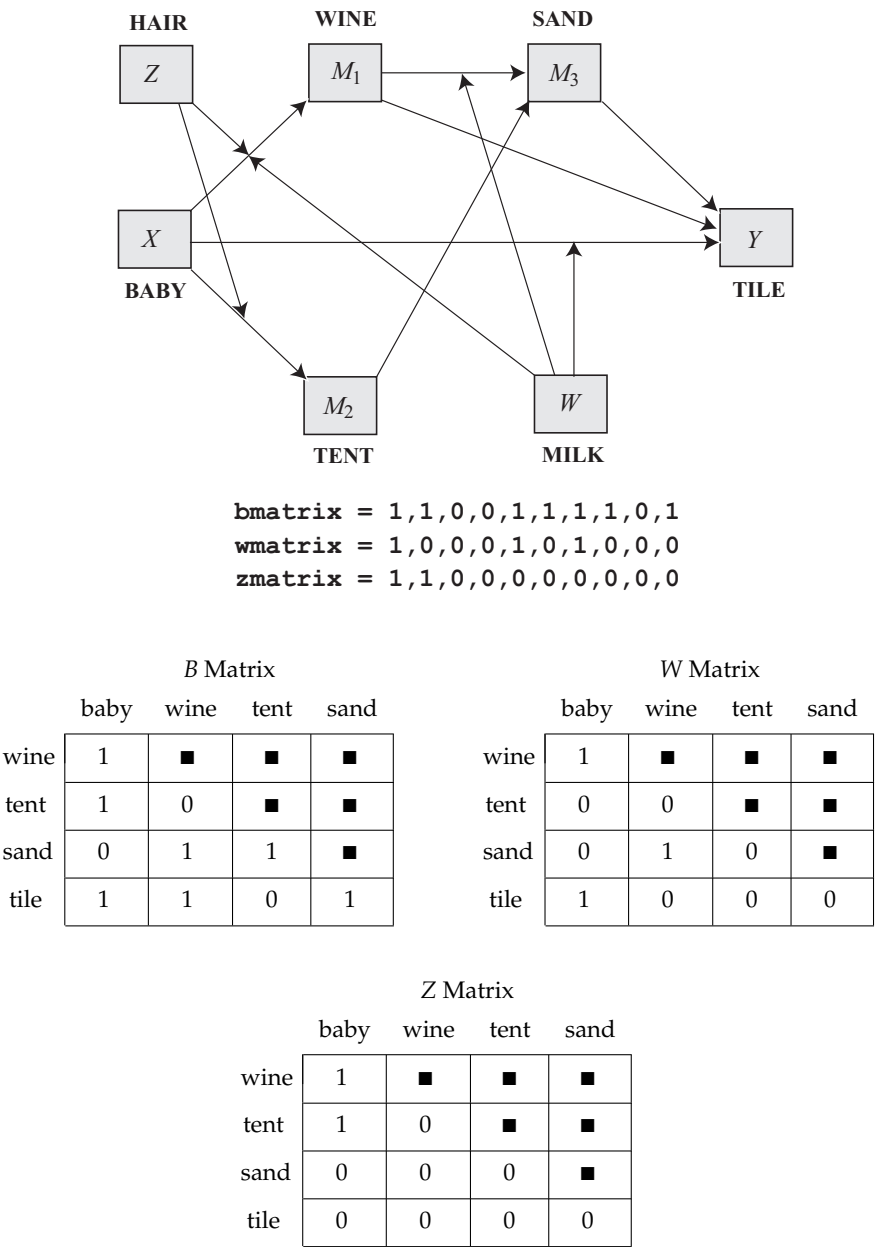 HAIR WINE SAND
Z M1 M3
X Y
BABY TILE
M2 W
TENT MILK
bmatrix = 1,1,0,0,1,1,1,1,0,1
wmatrix = 1,0,0,0,1,0,1,0,0,0
zmatrix = 1,1,0,0,0,0,0,0,0,0
B Matrix
baby wine tent sand
wine 1 ■ ■ ■
tent 1 0 ■ ■
sand 0 1 1 ■
tile 1 1 0 1
W Matrix
baby wine tent sand
wine 1 ■ ■ ■
tent 0 0 ■ ■
sand 0 1 0 ■
tile 1 0 0 0
Z Matrix
baby wine tent sand
wine 1 ■ ■ ■
tent 1 0 ■ ■
sand 0 0 0 ■
tile 0 0 0 0